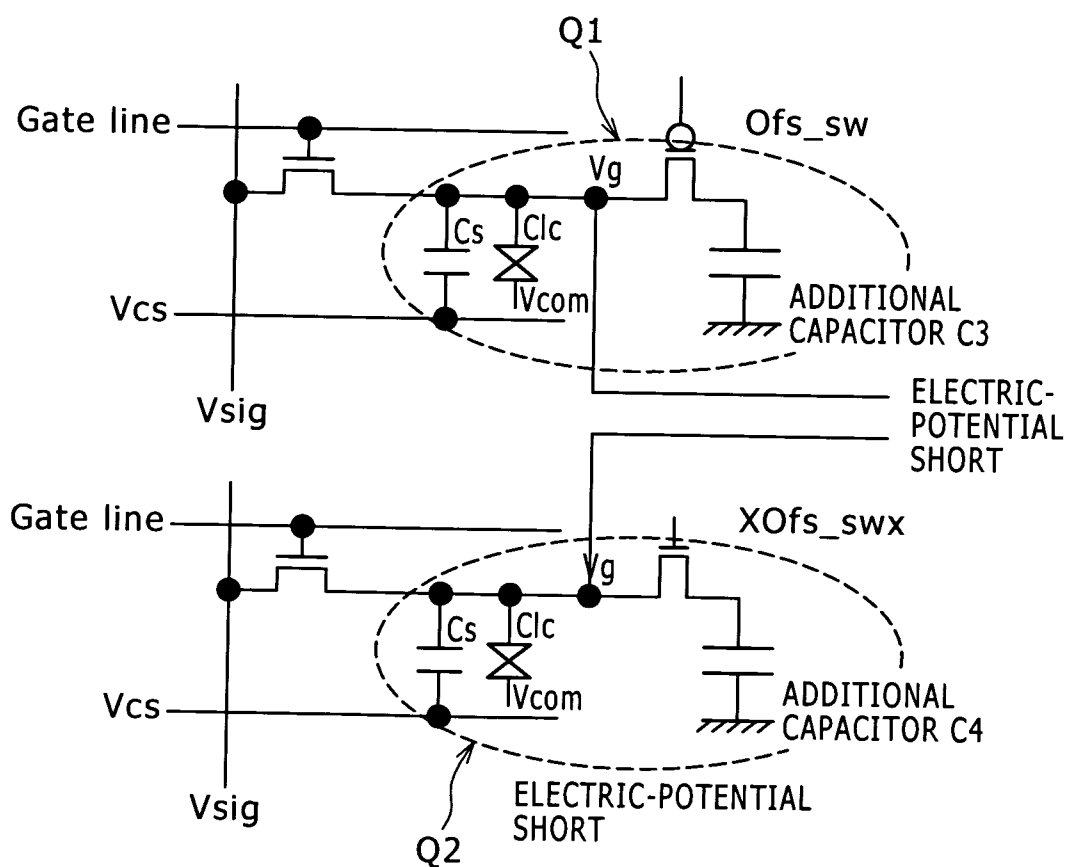 Q1
Gate line
Ofs_sw
Vg
Cs
Clc
Vcom
Vcs
ADDITIONAL
CAPACITOR C3
Vsig
ELECTRIC-
POTENTIAL
SHORT
Gate line
XOfs_swx
Vg
Cs
Clc
Vcom
Vcs
ADDITIONAL
CAPACITOR C4
Vsig
ELECTRIC-POTENTIAL
SHORT
Q2